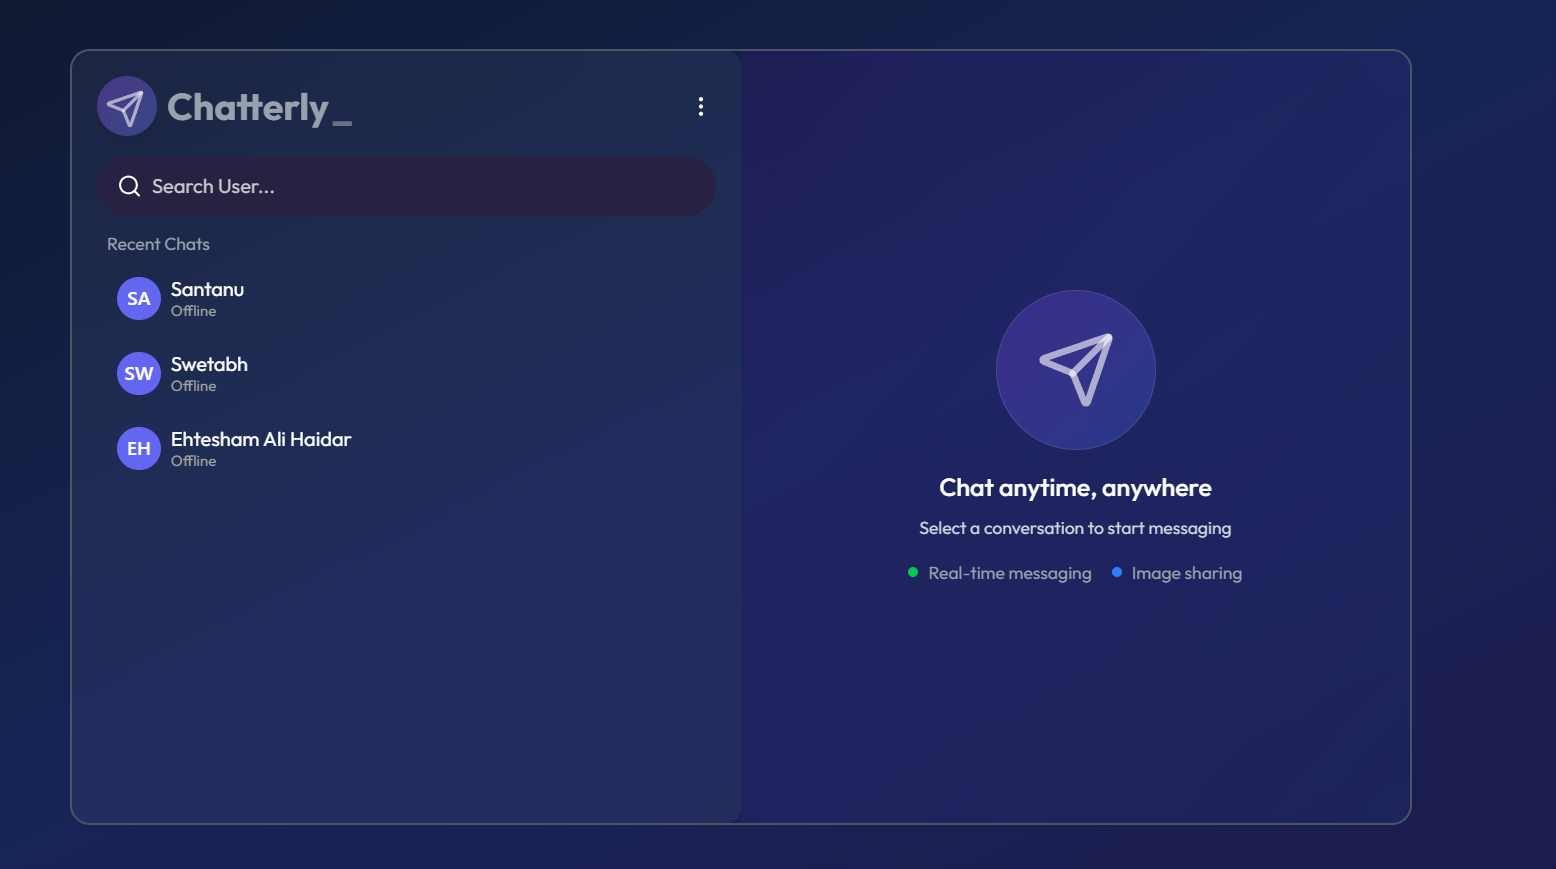 Chatterly_
Search User...
Recent Chats
SA
Santanu
Offline
SW
Swetabh
Offline
EH
Ehtesham Ali Haidar
Offline
Chat anytime, anywhere
Select a conversation to start messaging
Real-time messaging
Image sharing